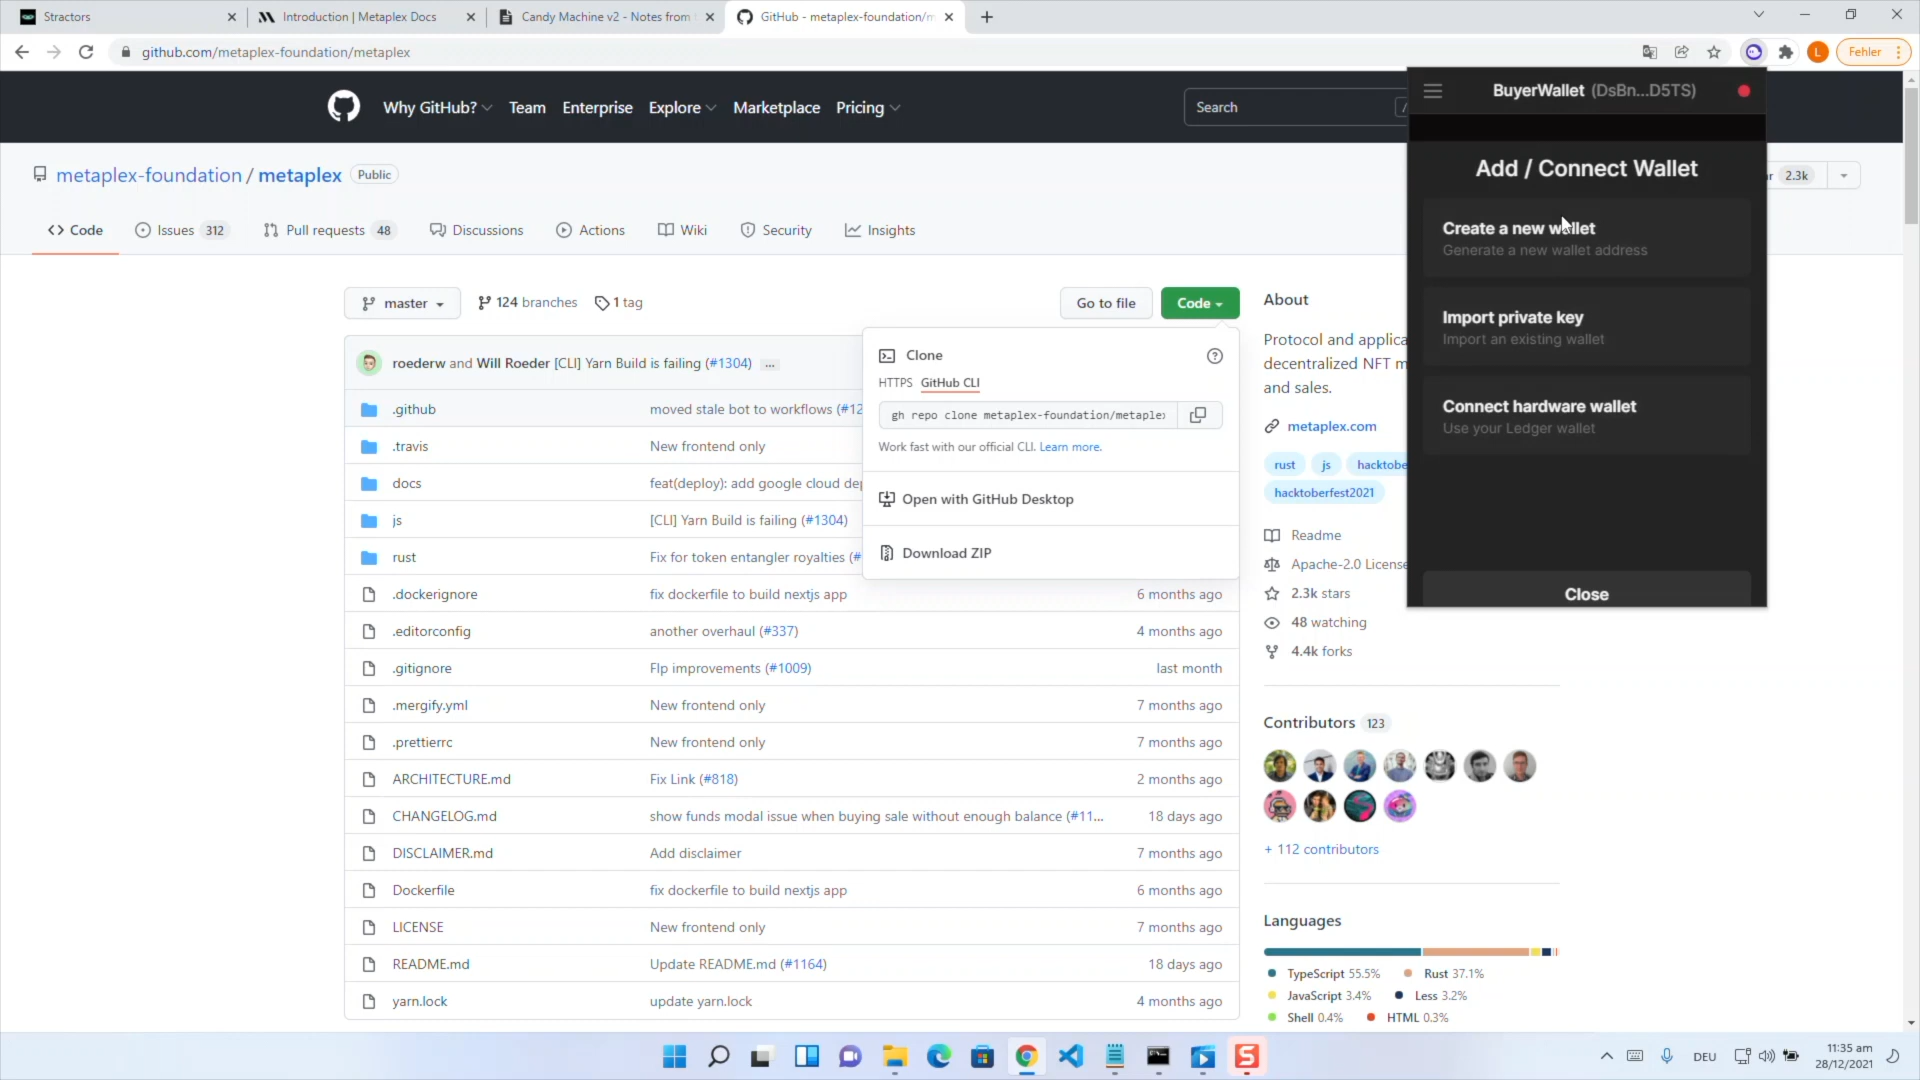 Stractors
Introduction | Metaplex Docs
Candy Machine v2 - Notes from
GitHub - metaplex-foundation/m
github.com/metaplex-foundation/metaplex
L
Fehler
Why GitHub?
Team
Enterprise
Explore
Marketplace
Pricing
Search
/
BuyerWallet (DsBn...D5TS)
Add / Connect Wallet
Create a new wallet
Generate a new wallet address
Import private key
Import an existing wallet
Connect hardware wallet
Use your Ledger wallet
Close
metaplex-foundation / metaplex
Public
2.3k
Code
Issues 312
Pull requests 48
Discussions
Actions
Wiki
Security
Insights
master
124 branches
1 tag
Go to file
Code
Clone
HTTPS GitHub CLI
gh repo clone metaplex-foundation/metaplex
Work fast with our official CLI. Learn more.
Open with GitHub Desktop
Download ZIP
roederw and Will Roeder [CLI] Yarn Build is failing (#1304) ...
.github moved stale bot to workflows (#12
.travis New frontend only
docs feat(deploy): add google cloud de
js [CLI] Yarn Build is failing (#1304)
rust Fix for token entangler royalties (#
.dockerignore fix dockerfile to build nextjs app 6 months ago
.editorconfig another overhaul (#337) 4 months ago
.gitignore Flp improvements (#1009) last month
.mergify.yml New frontend only 7 months ago
.prettierrc New frontend only 7 months ago
ARCHITECTURE.md Fix Link (#818) 2 months ago
CHANGELOG.md show funds modal issue when buying sale without enough balance (#11... 18 days ago
DISCLAIMER.md Add disclaimer 7 months ago
Dockerfile fix dockerfile to build nextjs app 6 months ago
LICENSE New frontend only 7 months ago
README.md Update README.md (#1164) 18 days ago
yarn.lock update yarn.lock 4 months ago
About
Protocol and applica
decentralized NFT m
and sales.
metaplex.com
rust js hacktobe
hacktoberfest2021
Readme
Apache-2.0 License
2.3k stars
48 watching
4.4k forks
Contributors 123
+ 112 contributors
Languages
TypeScript 55.5% Rust 37.1%
JavaScript 3.4% Less 3.2%
Shell 0.4% HTML 0.3%
DEU
11:35 am
28/12/2021